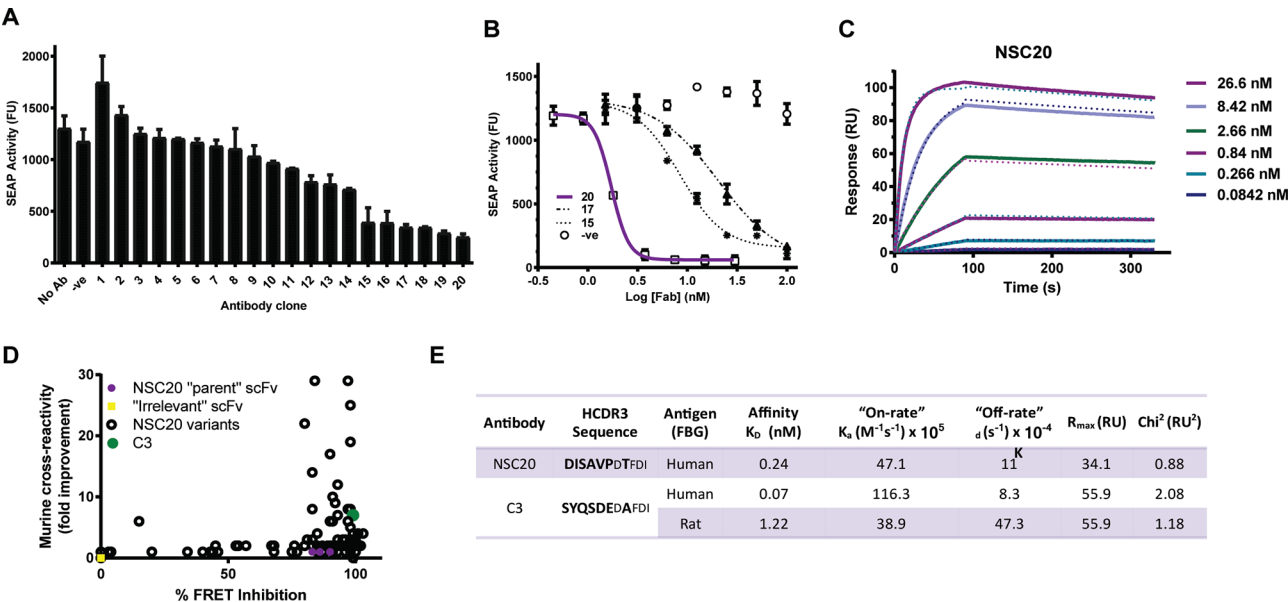 A
SEAP Activity (FU)
2000
1500
1000
500
0
No Ab
-ve
1
2
3
4
5
6
7
8
9
10
11
12
13
14
15
16
17
18
19
20
Antibody clone
B
SEAP Activity (FU)
1500
1000
500
0
20
17
15
-ve
-0.5
0.0
0.5
1.0
1.5
2.0
Log [Fab] (nM)
C
NSC20
Response (RU)
100
80
60
40
20
0
0
100
200
300
Time (s)
26.6 nM
8.42 nM
2.66 nM
0.84 nM
0.266 nM
0.0842 nM
D
Murine cross-reactivity
(fold improvement)
30
20
10
0
NSC20 "parent" scFv
"Irrelevant" scFv
NSC20 variants
C3
0
50
100
% FRET Inhibition
E
Antibody
HCDR3
Sequence
Antigen
(FBG)
Affinity
K_D (nM)
“On-rate”
K_a (M⁻¹s⁻¹) x 10⁵
“Off-rate”
_d (s⁻¹) x 10⁻⁴
K
R_max (RU)
Chi² (RU²)
NSC20 DISAVPDTFDI Human 0.24 47.1 11 34.1 0.88
C3 SYQSDEDAFDI
Human 0.07 116.3 8.3 55.9 2.08
Rat 1.22 38.9 47.3 55.9 1.18